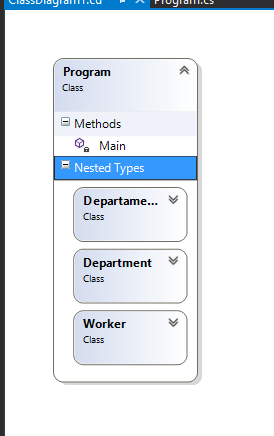 ClassDiagram1.cd Program.cs
Program
Class
Methods
Main
Nested Types
Departame...
Class
Department
Class
Worker
Class